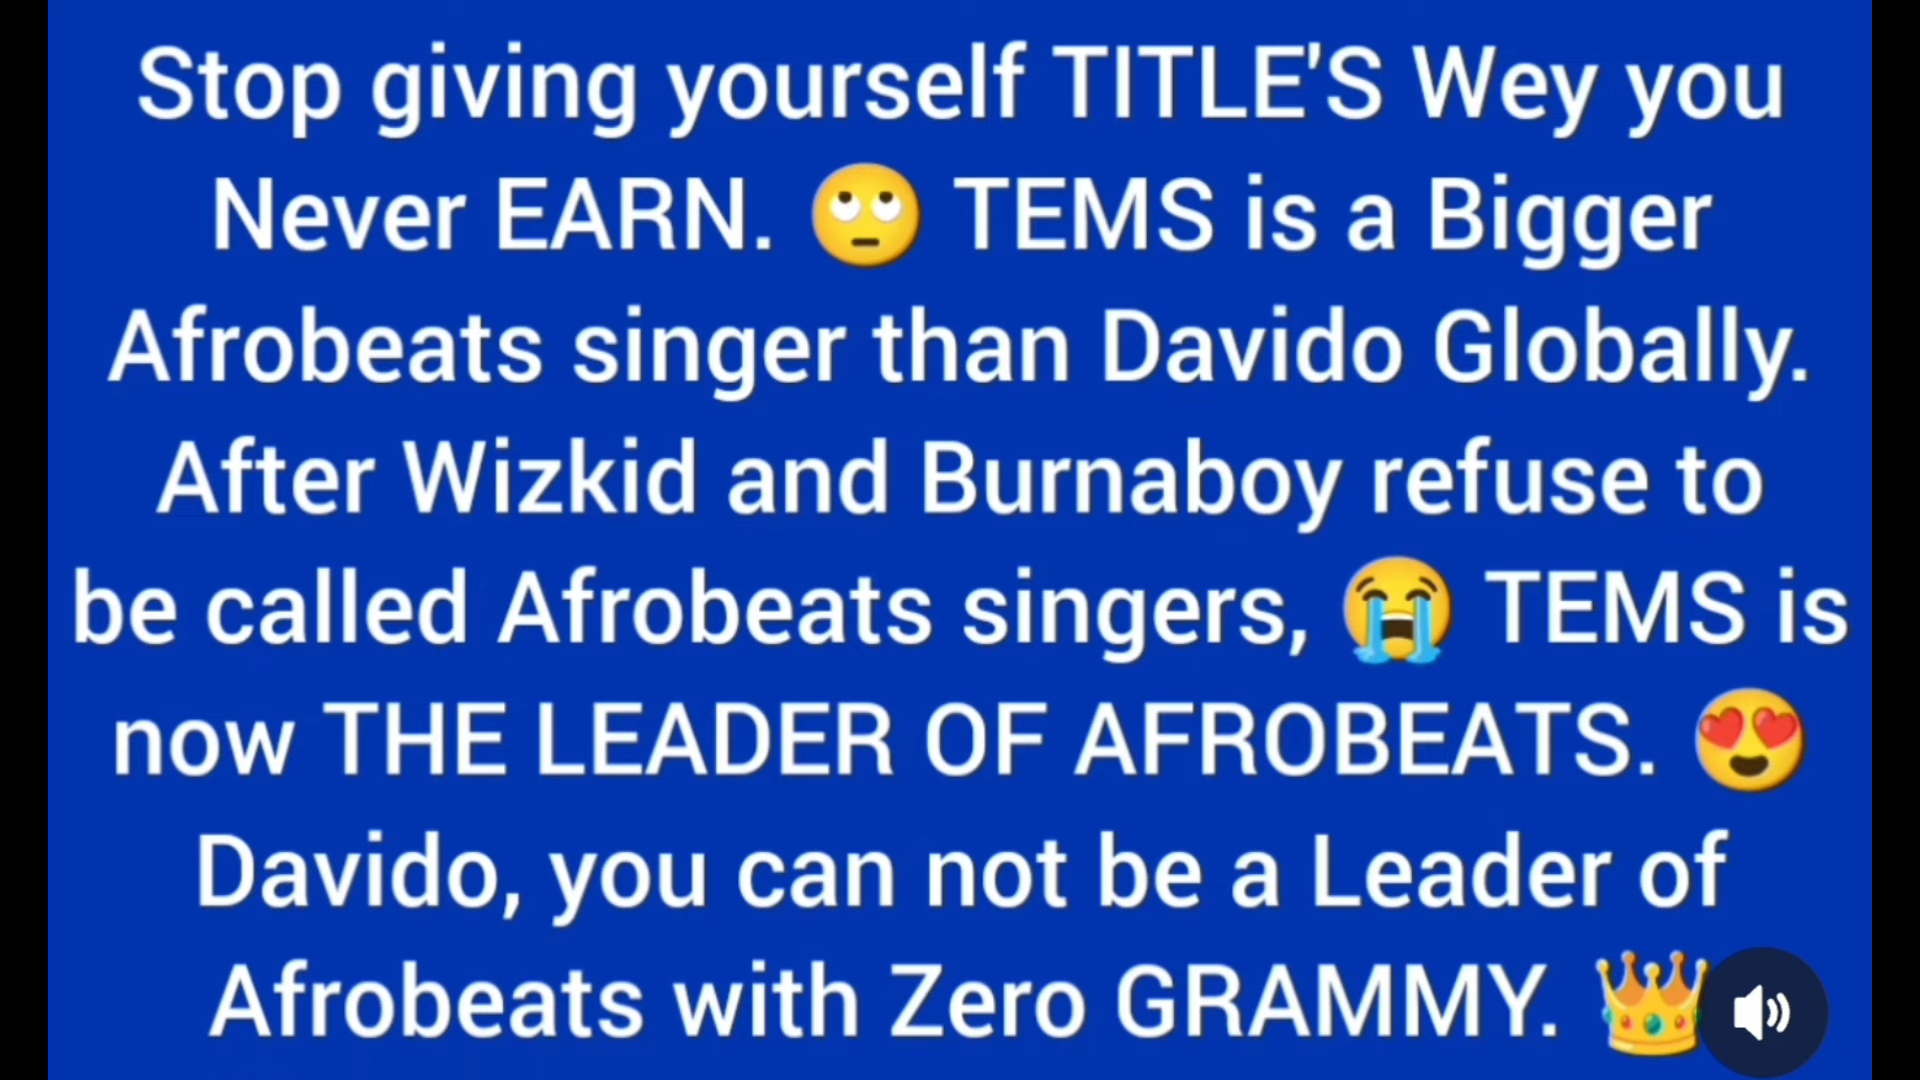 Stop giving yourself TITLE'S Wey you
Never EARN. 🙄 TEMS is a Bigger
Afrobeats singer than Davido Globally.
After Wizkid and Burnaboy refuse to
be called Afrobeats singers, 😭 TEMS is
now THE LEADER OF AFROBEATS. 😍
Davido, you can not be a Leader of
Afrobeats with Zero GRAMMY. 👑